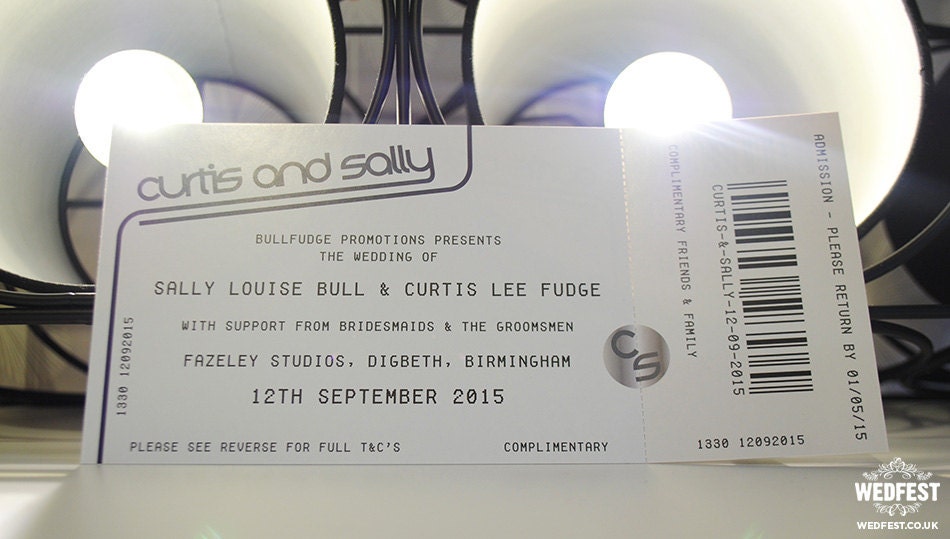 curtis and sally
BULLFUDGE PROMOTIONS PRESENTS
THE WEDDING OF
SALLY LOUISE BULL & CURTIS LEE FUDGE
WITH SUPPORT FROM BRIDESMAIDS & THE GROOMSMEN
FAZELEY STUDIOS, DIGBETH, BIRMINGHAM
12TH SEPTEMBER 2015
1330 12092015
PLEASE SEE REVERSE FOR FULL T&C'S
COMPLIMENTARY
CS
COMPLIMENTARY FRIENDS & FAMILY
CURTIS-&-SALLY-12-09-2015
ADMISSION - PLEASE RETURN BY 01/05/15
1330 12092015
WEDFEST
WEDFEST.CO.UK